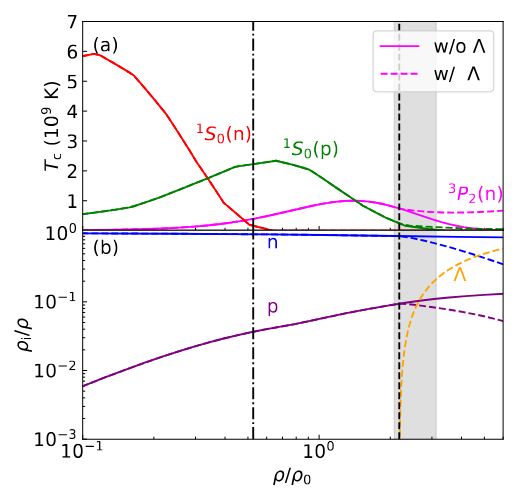 7
(a)
w/o Λ
6
w/ Λ
5
4
T_c (10^9 K)
3
^1S_0(n)
^1S_0(p)
2
^3P_2(n)
1
0
10^0
(b)
n
Λ
10^-1
p
ρ_i/ρ
10^-2
10^-3
10^-1
10^0
ρ/ρ_0